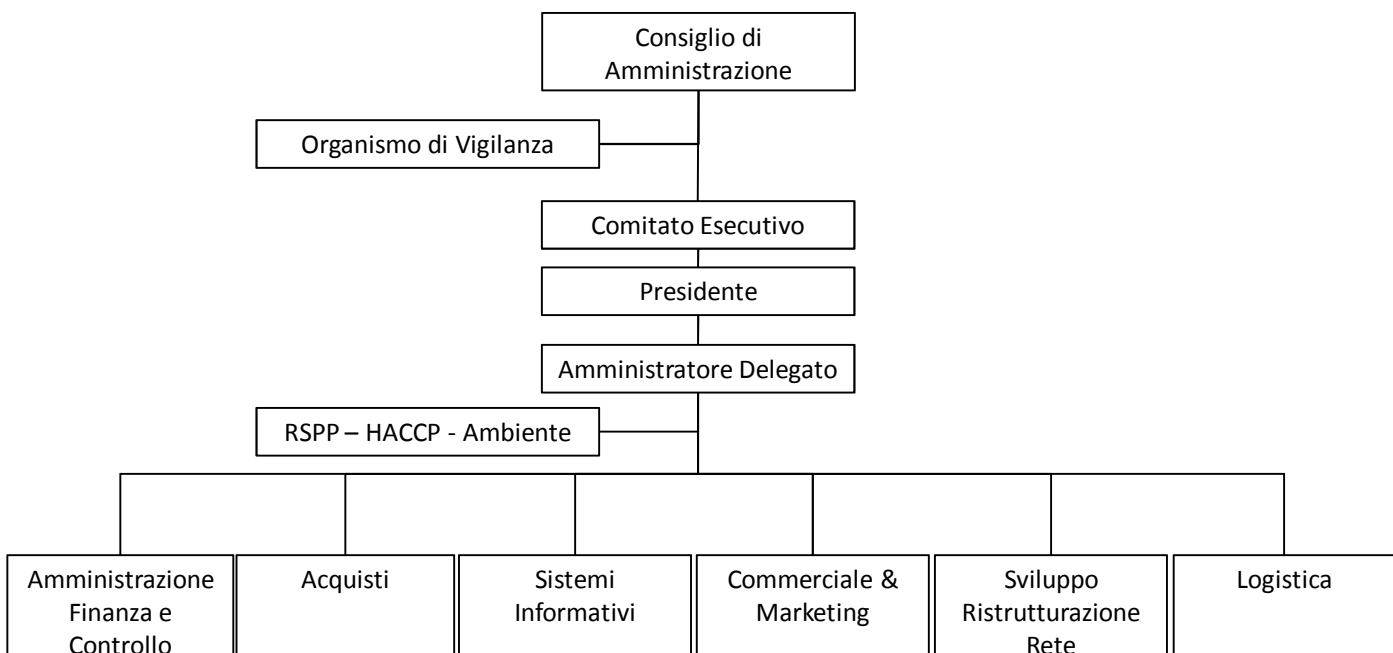 Consiglio di
Amministrazione
Organismo di Vigilanza
Comitato Esecutivo
Presidente
Amministratore Delegato
RSPP – HACCP - Ambiente
Amministrazione
Finanza e
Controllo
Acquisti
Sistemi
Informativi
Commerciale &
Marketing
Sviluppo
Ristrutturazione
Rete
Logistica